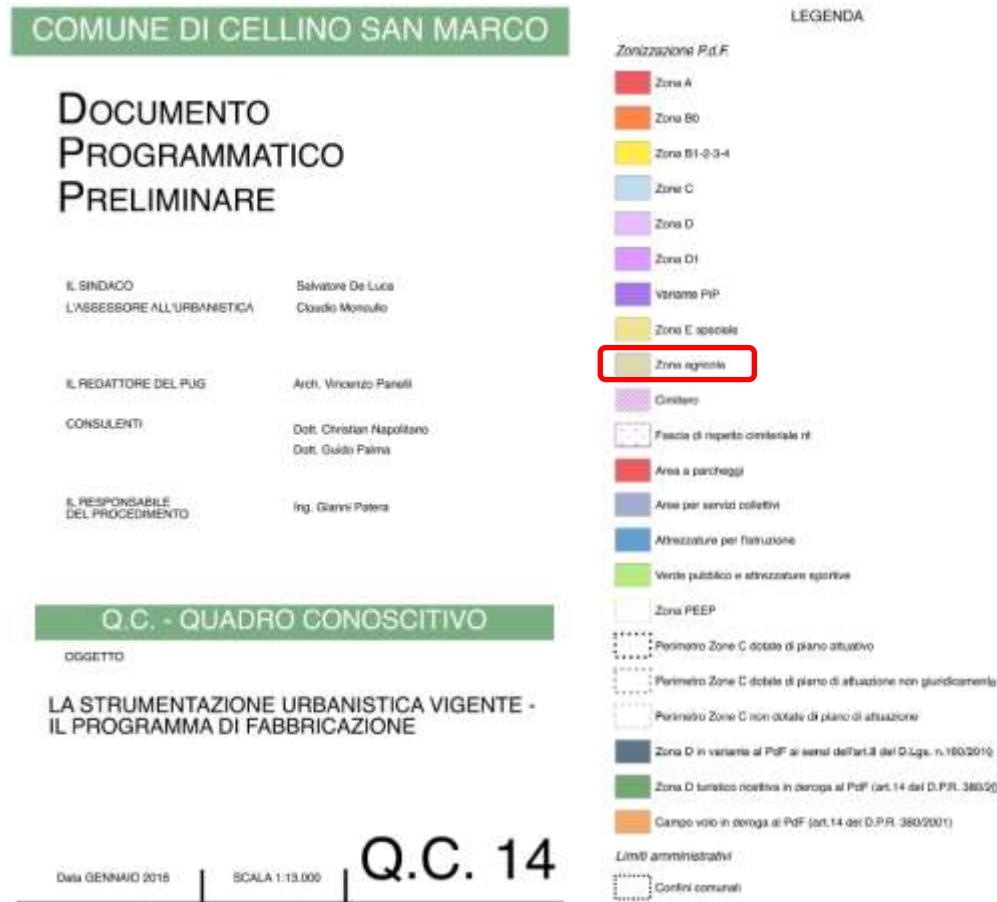 COMUNE DI CELLINO SAN MARCO
DOCUMENTO
PROGRAMMATICO
PRELIMINARE
IL SINDACO Salvatore De Luca
L'ASSESSORE ALL'URBANISTICA Claudio
IL REDATTORE DEL PUG Arch. Vincenzo Panelli
CONSULENTI Dott. Christian Napolitano
Dott. Guido Palma
IL RESPONSABILE
DEL PROCEDIMENTO Ing. Gianni Patera
Q.C. - QUADRO CONOSCITIVO
OGGETTO
LA STRUMENTAZIONE URBANISTICA VIGENTE -
IL PROGRAMMA DI FABBRICAZIONE
Data GENNAIO 2016 SCALA 1:13.000 Q.C. 14
LEGENDA
Zonizzazione P.d.F.
Zona A
Zona B0
Zona B1-2-3-4
Zone C
Zona D
Zona D1
Variante PIP
Zona E speciale
Zona agricola
Cimitero
Fascia di rispetto cimiteriale
Area a parcheggi
Aree per servizi collettivi
Attrezzature per l'istruzione
Verde pubblico e attrezzature sportive
Zona PEEP
Perimetro Zone C dotate di piano attuativo
Perimetro Zone C dotate di piano di attuazione non giuridicamente
Perimetro Zone C non dotate di piano di attuazione
Zona D in variante al PdF ai sensi dell'art.8 del D.Lgs. n.160/2010
Zona D turistico ricettiva in deroga al PdF (art.14 del D.P.R. 380/20
Campo volo in deroga al PdF (art.14 del D.P.R. 380/2001)
Limiti amministrativi
Confini comunali